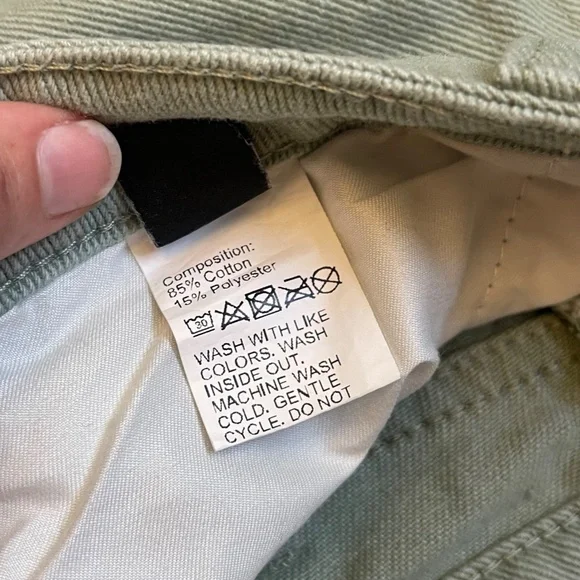 Composition:
85% Cotton
15% Polyester
30
WASH WITH LIKE
COLORS. WASH
INSIDE OUT.
MACHINE WASH
COLD. GENTLE
CYCLE. DO NOT